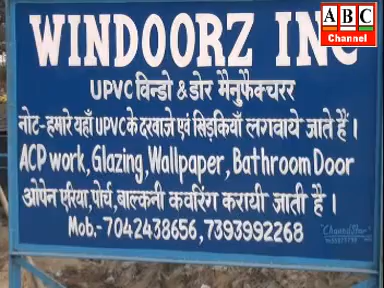 WINDOORZ INC
ABC
Channel
UPVC विन्डो & डोर मैनुफैक्चरर
नोट- हमारे यहाँ UPVC के दरवाजे एवं खिड़कियाँ लगवाये जाते हैं।
ACP work, Glazing, Wallpaper, Bathroom Door
ओपेन एरिया, पोर्च, बाल्कनी कवरिंग करायी जाती है।
Mob.- 7042438656, 7393992268